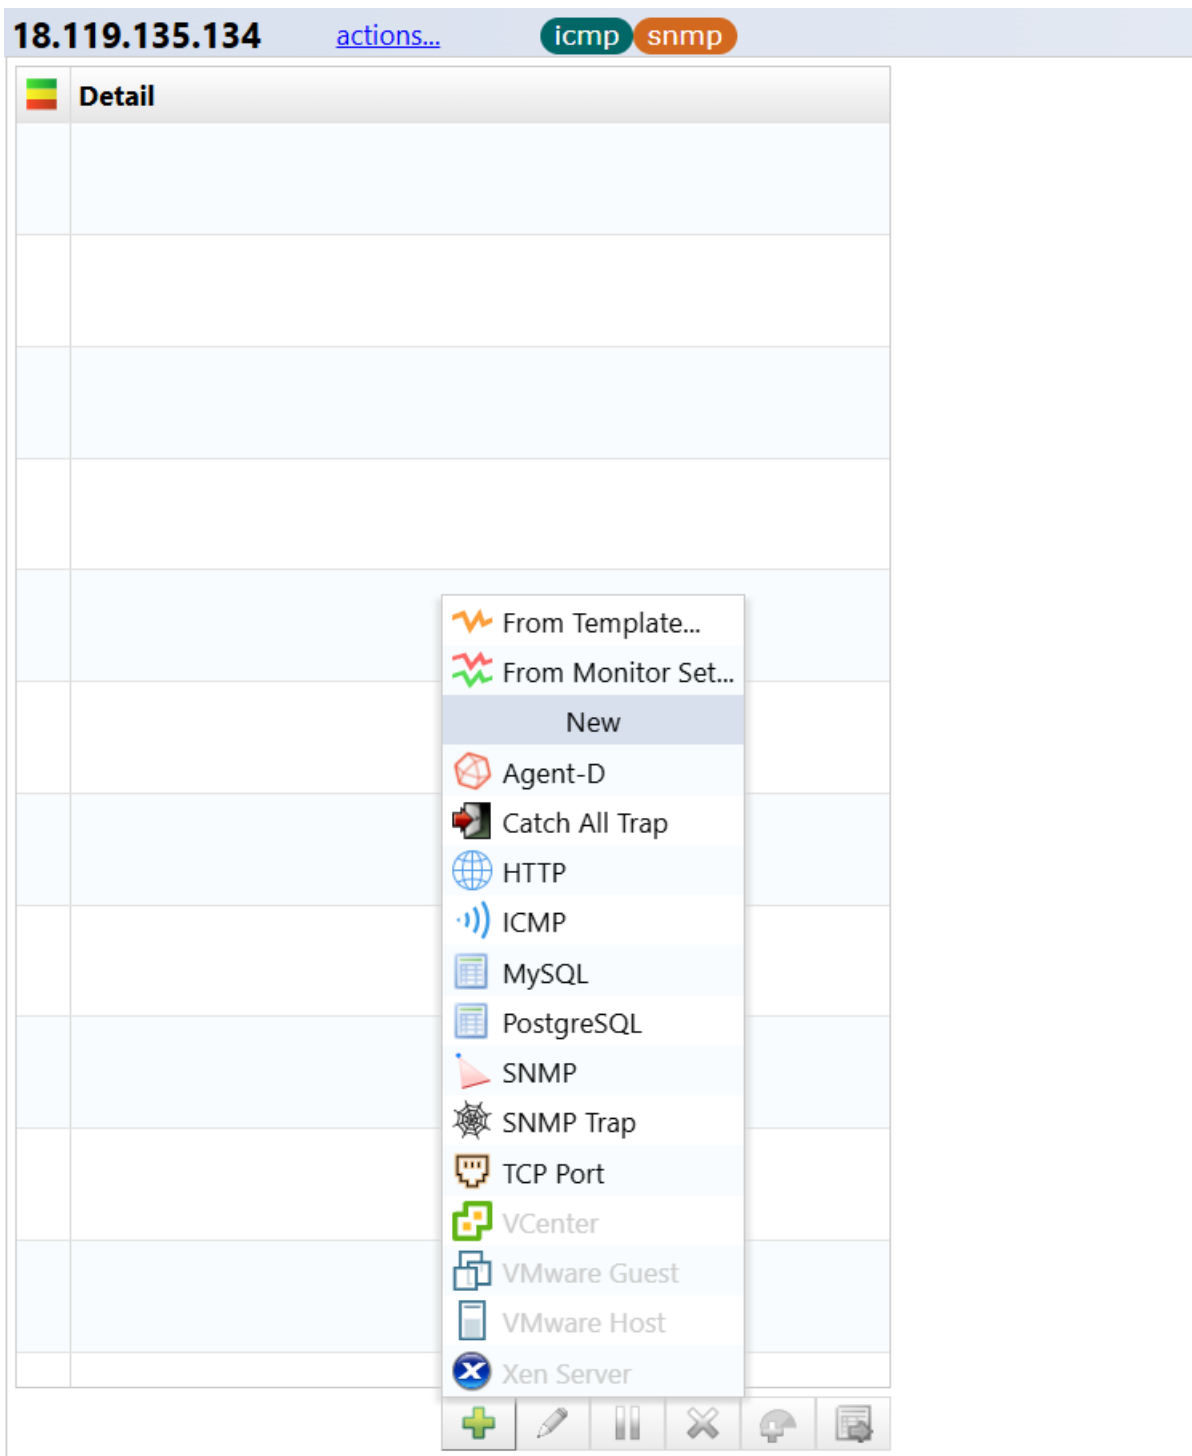 18.119.135.134 actions... icmp snmp
Detail
From Template...
From Monitor Set...
New
Agent-D
Catch All Trap
HTTP
ICMP
MySQL
PostgreSQL
SNMP
SNMP Trap
TCP Port
VCenter
VMware Guest
VMware Host
Xen Server